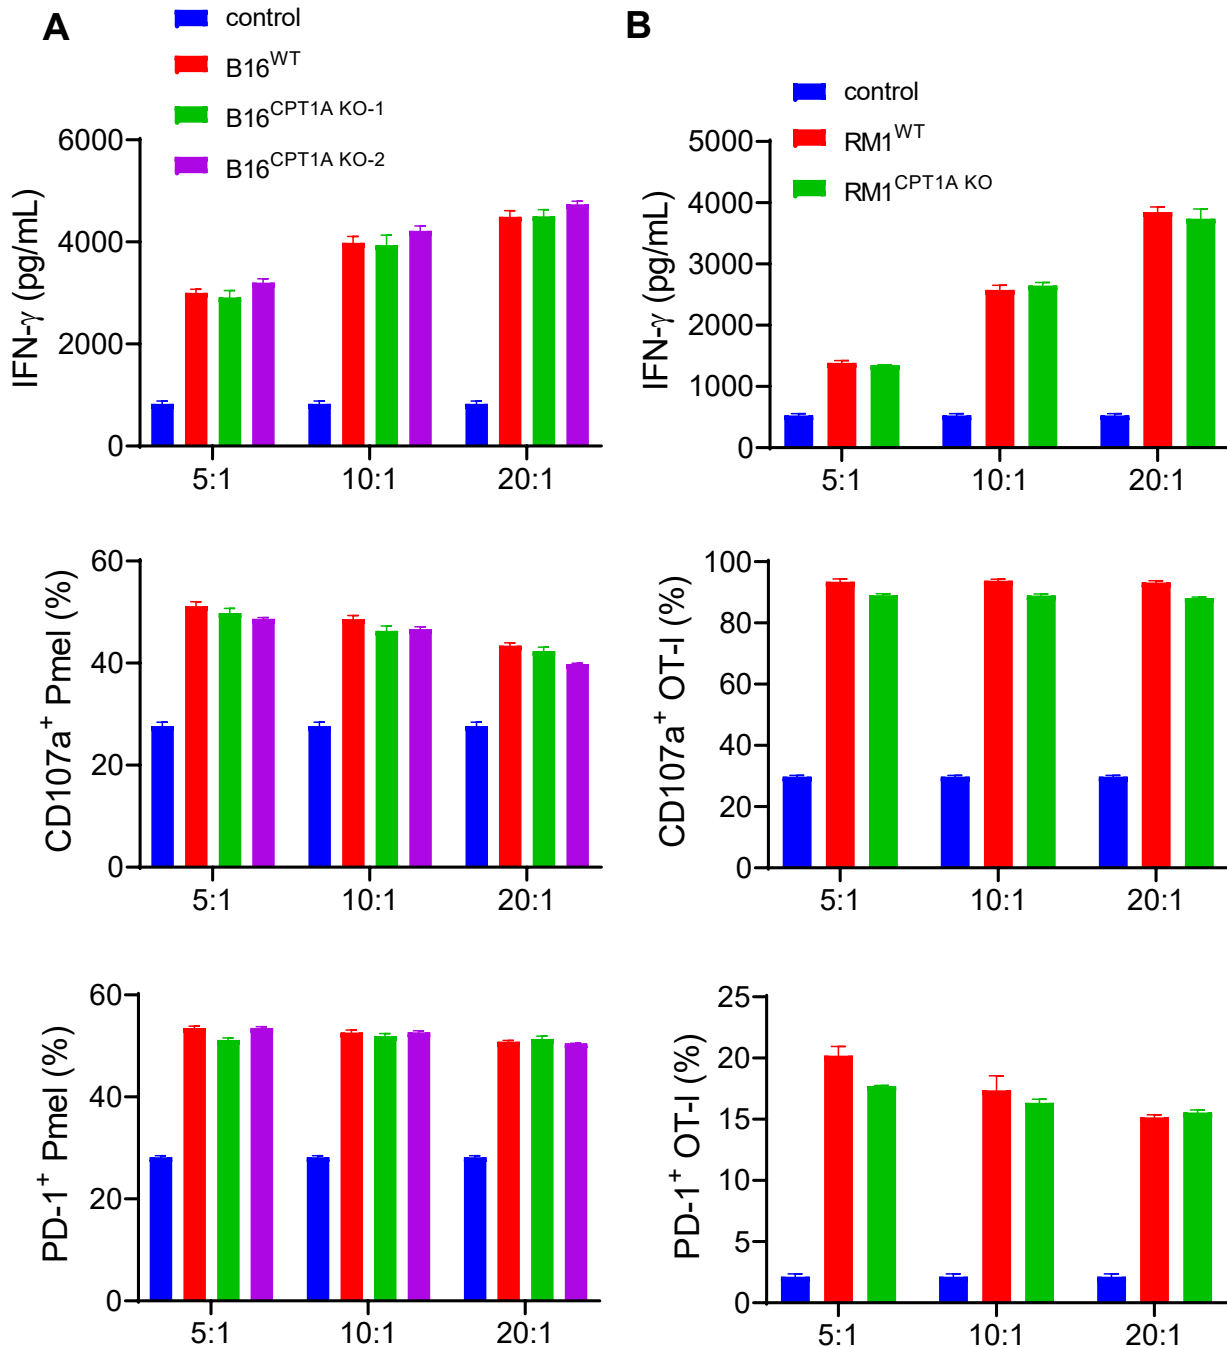 A
control
B16WT
B16CPT1A KO-1
B16CPT1A KO-2
IFN-γ (pg/mL)
6000
4000
2000
0
5:1 10:1 20:1
CD107a+ Pmel (%)
60
40
20
0
5:1 10:1 20:1
PD-1+ Pmel (%)
60
40
20
0
5:1 10:1 20:1
B
control
RM1WT
RM1CPT1A KO
IFN-γ (pg/mL)
5000
4000
3000
2000
1000
0
5:1 10:1 20:1
CD107a+ OT-I (%)
100
80
60
40
20
0
5:1 10:1 20:1
PD-1+ OT-I (%)
25
20
15
10
5
0
5:1 10:1 20:1